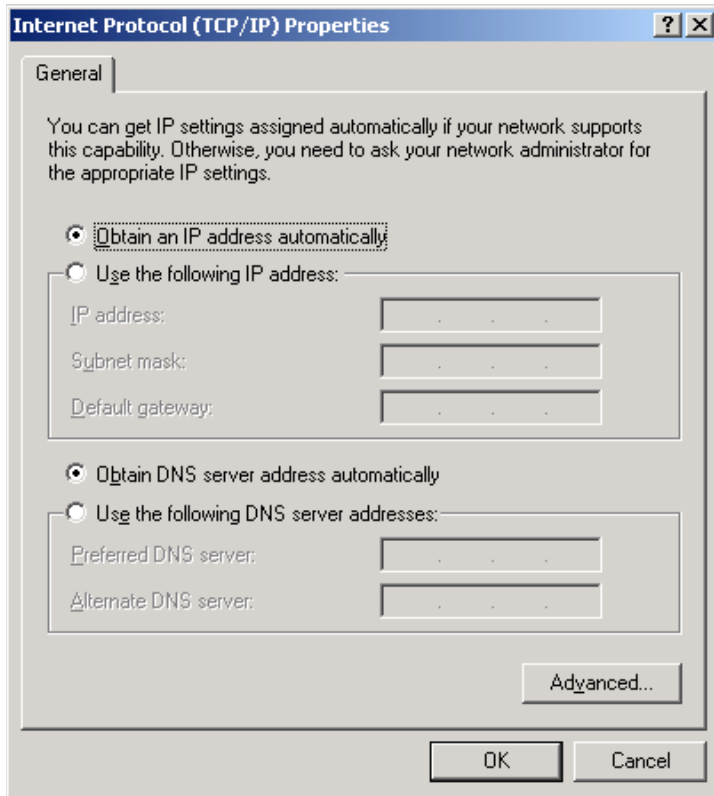 Internet Protocol (TCP/IP) Properties
General
You can get IP settings assigned automatically if your network supports
this capability. Otherwise, you need to ask your network administrator for
the appropriate IP settings.
Obtain an IP address automatically
Use the following IP address:
IP address:
Subnet mask:
Default gateway:
Obtain DNS server address automatically
Use the following DNS server addresses:
Preferred DNS server:
Alternate DNS server:
Advanced...
OK Cancel